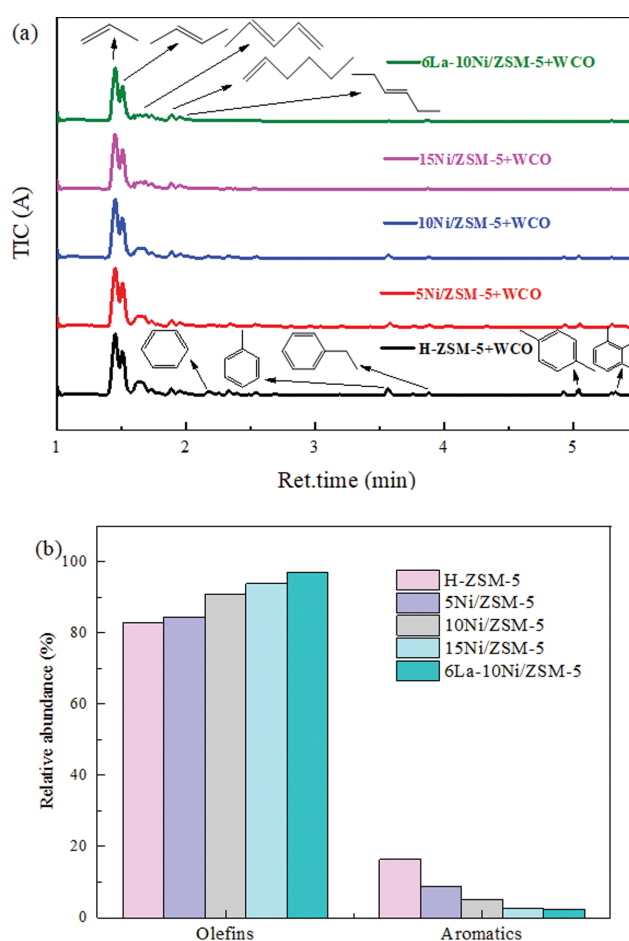 (a)
6La-10Ni/ZSM-5+WCO
15Ni/ZSM-5+WCO
10Ni/ZSM-5+WCO
5Ni/ZSM-5+WCO
H-ZSM-5+WCO
TIC (A)
1 2 3 4 5
Ret.time (min)
(b)
100
80
60
40
20
0
Relative abundance (%)
H-ZSM-5
5Ni/ZSM-5
10Ni/ZSM-5
15Ni/ZSM-5
6La-10Ni/ZSM-5
Olefins Aromatics